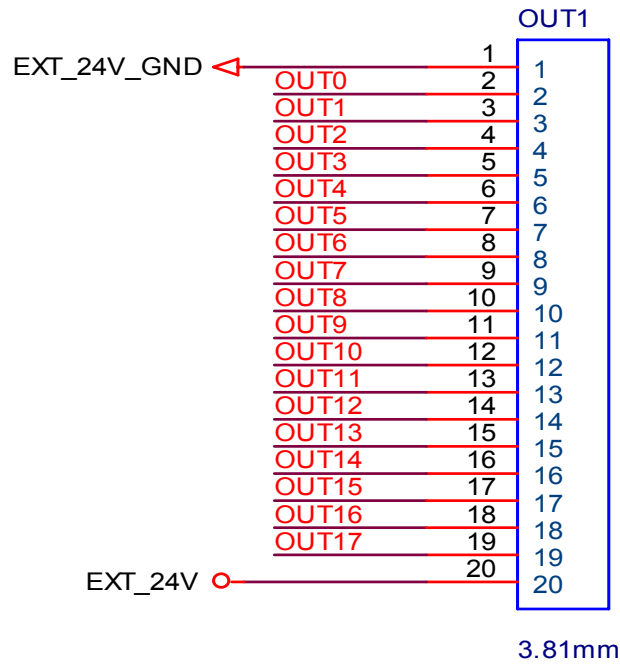 OUT1
EXT_24V_GND 1 1
OUT0 2 2
OUT1 3 3
OUT2 4 4
OUT3 5 5
OUT4 6 6
OUT5 7 7
OUT6 8 8
OUT7 9 9
OUT8 10 10
OUT9 11 11
OUT10 12 12
OUT11 13 13
OUT12 14 14
OUT13 15 15
OUT14 16 16
OUT15 17 17
OUT16 18 18
OUT17 19 19
EXT_24V 20 20
3.81mm